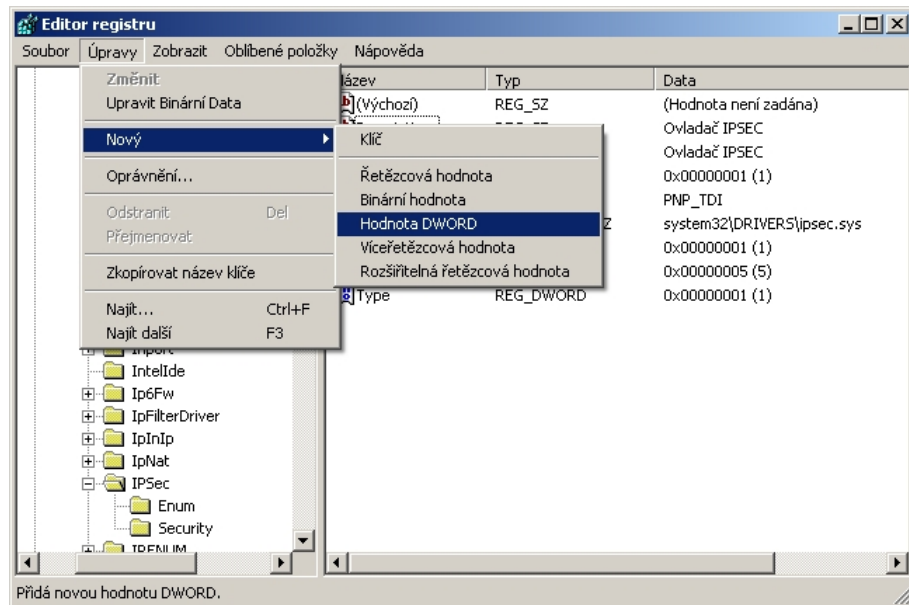 Editor registru
Soubor Úpravy Zobrazit Oblíbené položky Nápověda
Změnit
Upravit Binární Data
Nový
Oprávnění...
Odstranit Del
Přejmenovat
Zkopírovat název klíče
Najít... Ctrl+F
Najít další F3
Klíč
Řetězcová hodnota
Binární hodnota
Hodnota DWORD
Víceřetězcová hodnota
Rozšiřitelná řetězcová hodnota
Typ Data
(Výchozí) REG_SZ (Hodnota není zadána)
Ovladač IPSEC
Ovladač IPSEC
0x00000001 (1)
PNP_TDI
system32\DRIVERS\ipsec.sys
0x00000001 (1)
0x00000005 (5)
Type REG_DWORD 0x00000001 (1)
IntelIde
Ip6Fw
IpFilterDriver
IpInIp
IpNat
IPSec
Enum
Security
IRENUM
Přidá novou hodnotu DWORD.